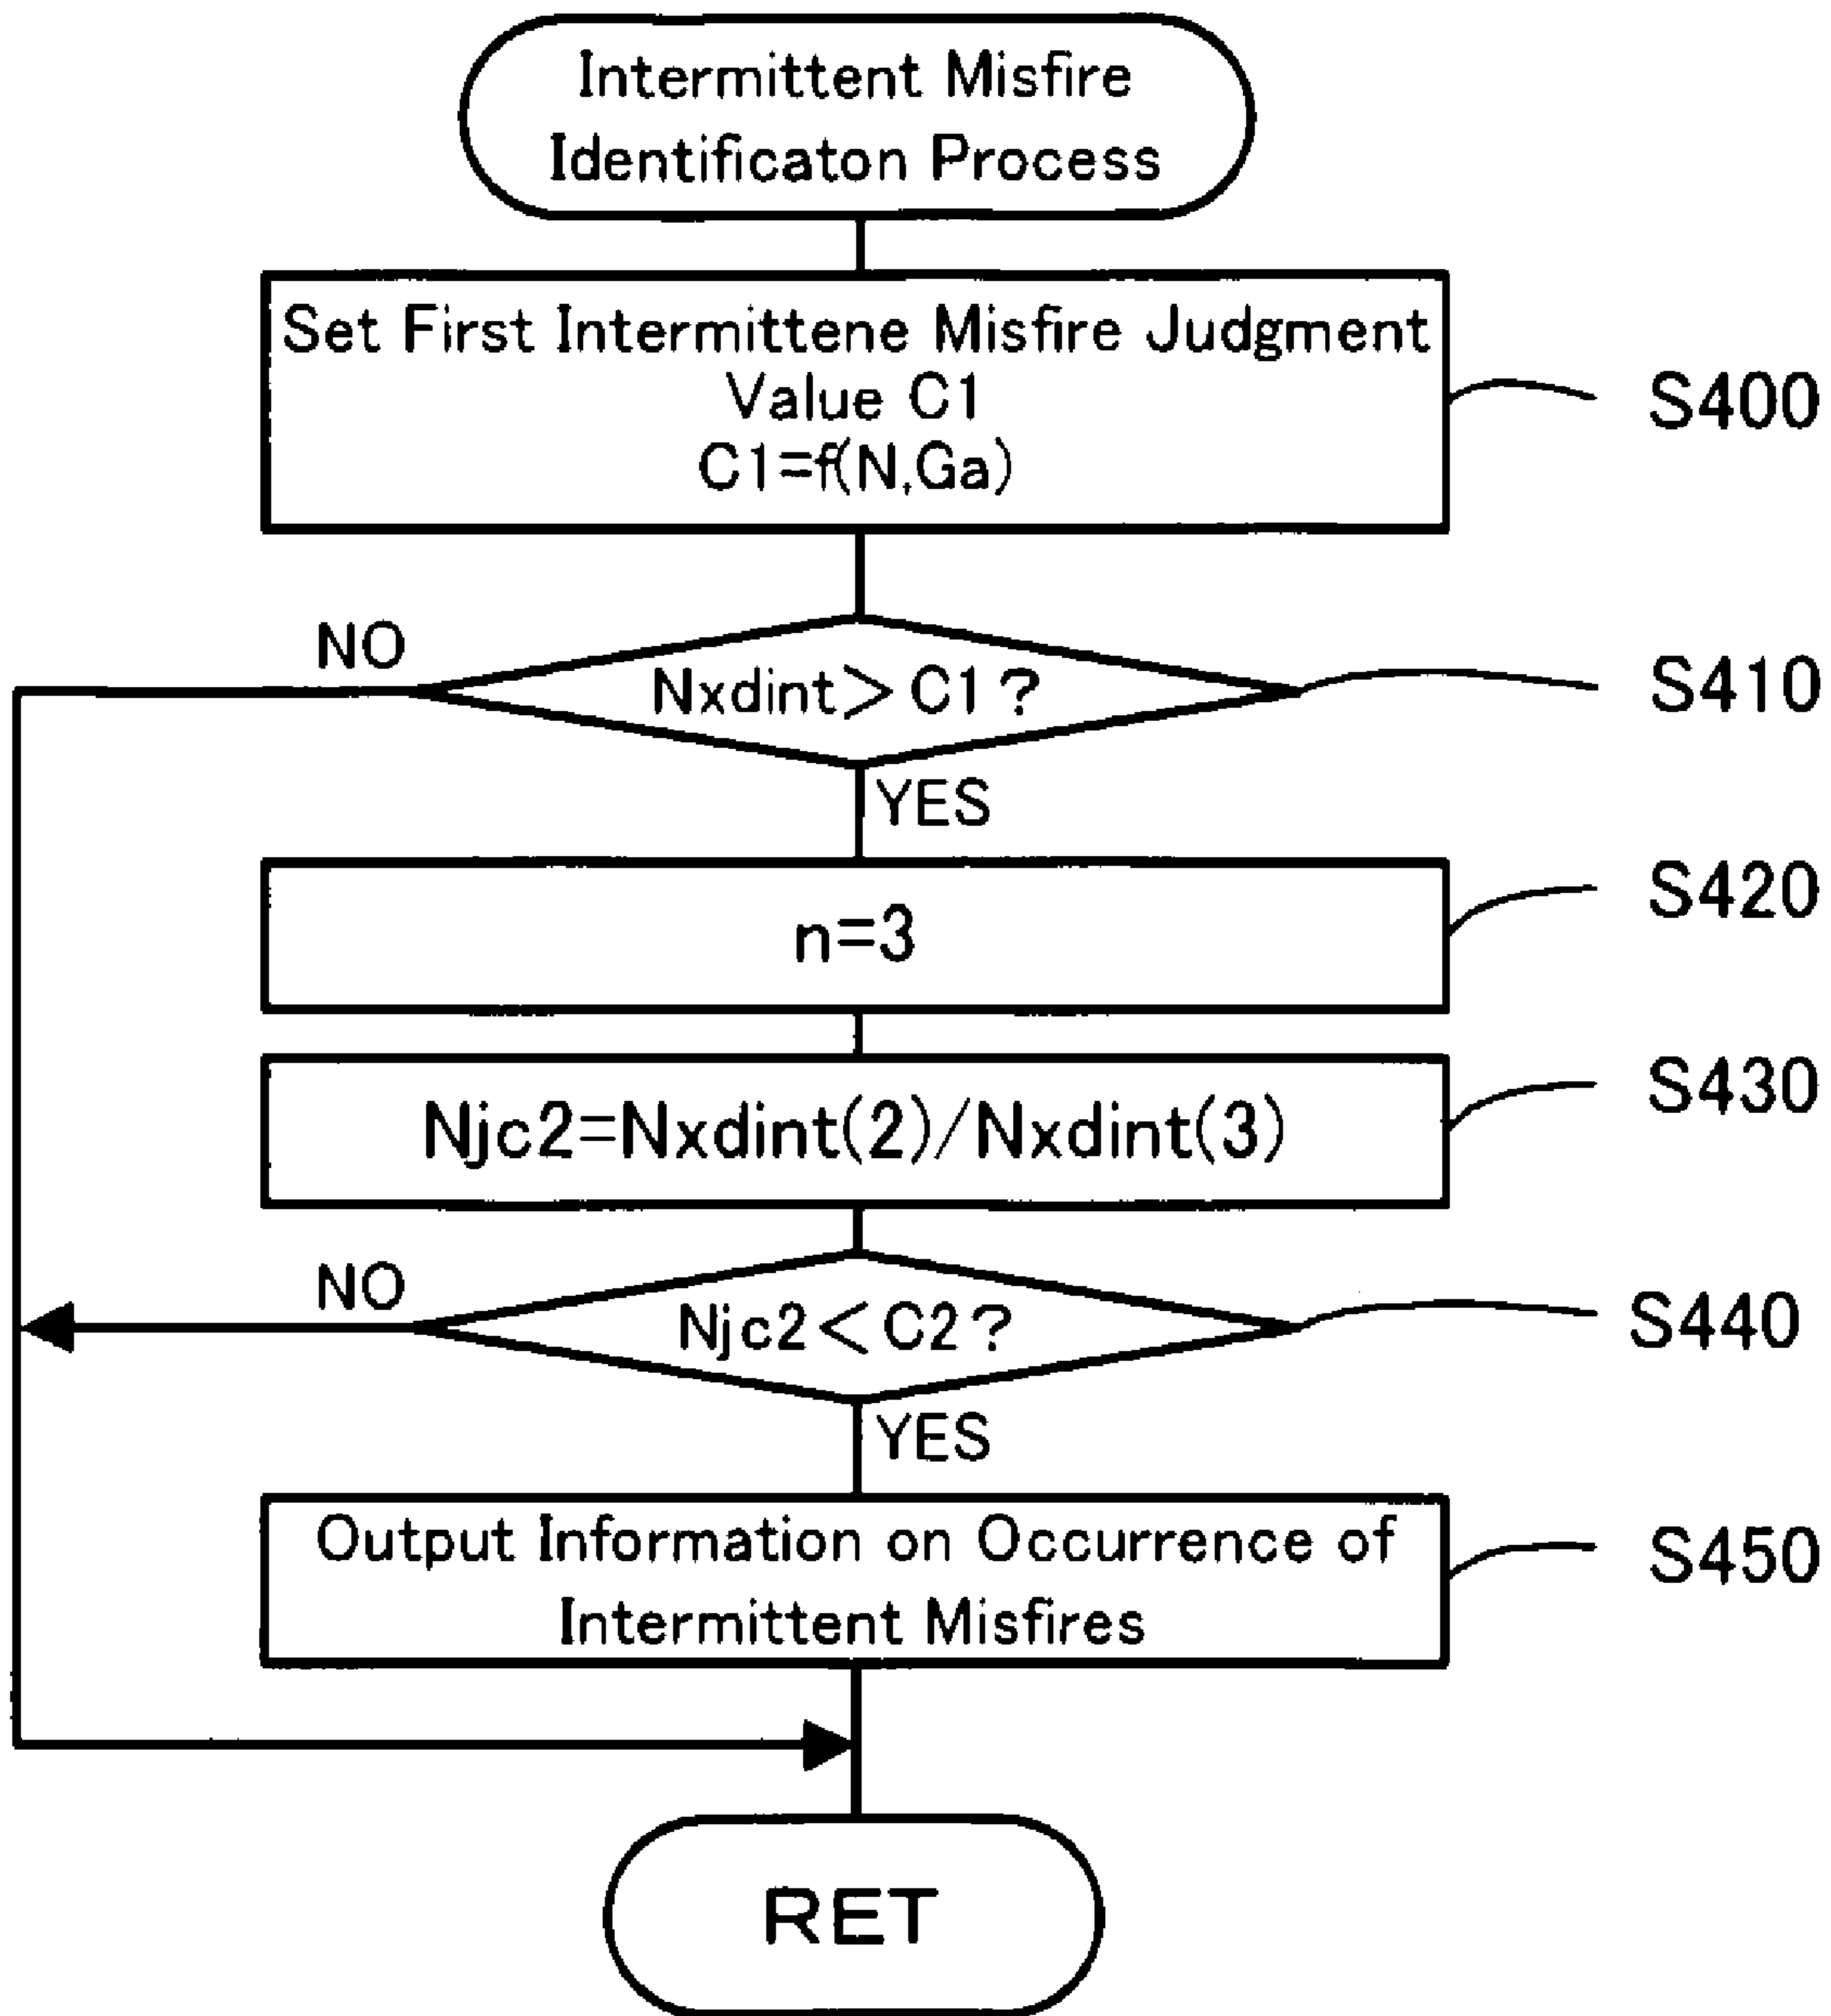 Intermittent Misfire
Identificaton Process
Set First Intermittene Misfire Judgment
Value C1
C1=f(N,Ga)
S400
NO
Nxdint＞C1?
S410
YES
n=3
S420
Njc2=Nxdint(2)/Nxdint(3)
S430
NO
Njc2＜C2?
S440
YES
Output Information on Occurrence of
Intermittent Misfires
S450
RET